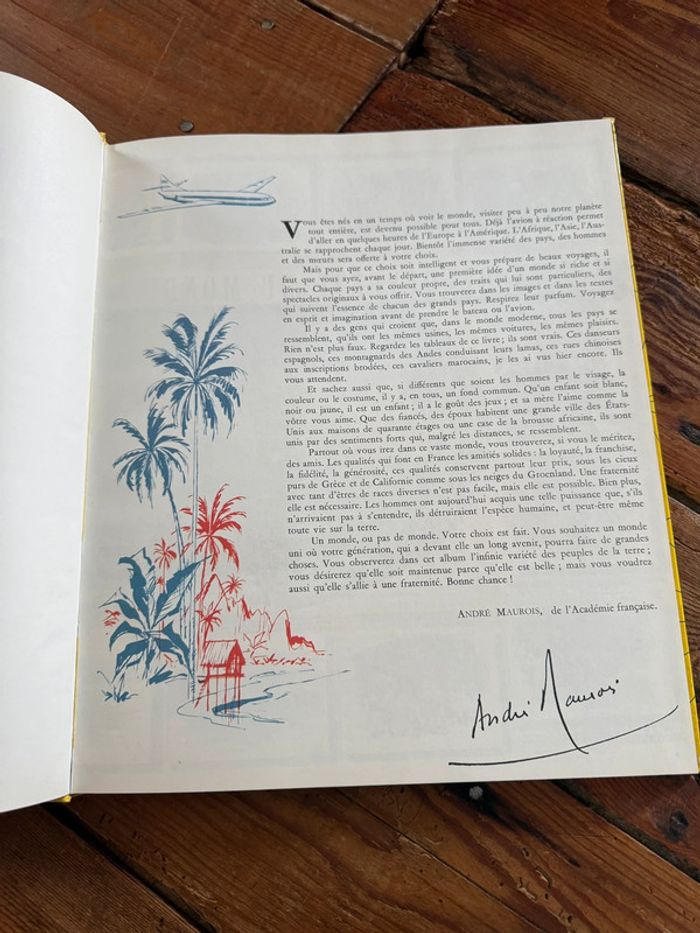 Vous êtes nés en un temps où voir le monde, visiter peu à peu notre planète
tout entière, est devenu possible pour tous. Déjà l'avion à réaction permet
d'aller en quelques heures de l'Europe à l'Amérique. L'Afrique, l'Asie, l'Aus-
tralie se rapprochent chaque jour. Bientôt l'immense variété des pays, des hommes
et des mœurs sera offerte à votre choix.
Mais pour que ce choix soit intelligent et vous prépare de beaux voyages, il
faut que vous ayez, avant le départ, une première idée d'un monde si riche et si
divers. Chaque pays a sa couleur propre, des traits qui lui sont particuliers, des
spectacles originaux à vous offrir. Vous trouverez dans les images et dans les textes
qui suivent l'essence de chacun des grands pays. Respirez leur parfum. Voyagez
en esprit et imagination avant de prendre le bateau ou l'avion.
Il y a des gens qui croient que, dans le monde moderne, tous les pays se
ressemblent, qu'ils ont les mêmes usines, les mêmes voitures, les mêmes plaisirs.
Rien n'est plus faux. Regardez les tableaux de ce livre ; ils sont vrais. Ces danseurs
espagnols, ces montagnards des Andes conduisant leurs lamas, ces rues chinoises
aux inscriptions brodées, ces cavaliers marocains, je les ai vus hier encore. Ils
vous attendent.
Et sachez aussi que, si différents que soient les hommes par le visage, la
couleur ou le costume, il y a, en tous, un fond commun. Qu'un enfant soit blanc,
noir ou jaune, il est un enfant ; il a le goût des jeux ; et sa mère l'aime comme la
vôtre vous aime. Que des fiancés, des époux habitent une grande ville des États-
Unis aux maisons de quarante étages ou une case de la brousse africaine, ils sont
unis par des sentiments forts qui, malgré les distances, se ressemblent.
Partout où vous irez dans ce vaste monde, vous trouverez, si vous le méritez,
des amis. Les qualités qui font en France les amitiés solides : la loyauté, la franchise,
la fidélité, la générosité, ces qualités conservent partout leur prix, sous les cieux
purs de Grèce et de Californie comme sous les neiges du Groenland. Une fraternité
avec tant d'êtres de races diverses n'est pas facile, mais elle est possible. Bien plus,
elle est nécessaire. Les hommes ont aujourd'hui acquis une telle puissance que, s'ils
n'arrivaient pas à s'entendre, ils détruiraient l'espèce humaine, et peut-être même
toute vie sur la terre.
Un monde, ou pas de monde. Votre choix est fait. Vous souhaitez un monde
uni où votre génération, qui a devant elle un long avenir, pourra faire de grandes
choses. Vous observerez dans cet album l'infinie variété des peuples de la terre ;
vous désirerez qu'elle soit maintenue parce qu'elle est belle ; mais vous voudrez
aussi qu'elle s'allie à une fraternité. Bonne chance !
ANDRÉ MAUROIS, de l'Académie française.
André Maurois